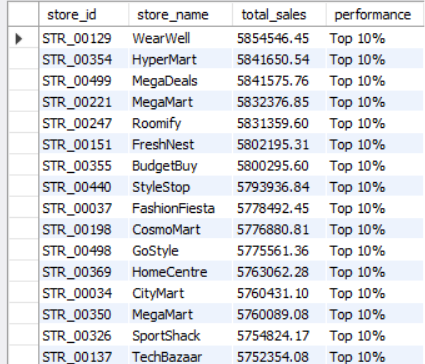 store_id store_name total_sales performance
STR_00129 WearWell 5854546.45 Top 10%
STR_00354 HyperMart 5841650.54 Top 10%
STR_00499 MegaDeals 5841575.76 Top 10%
STR_00221 MegaMart 5832376.85 Top 10%
STR_00247 Roomify 5831359.60 Top 10%
STR_00151 FreshNest 5802195.31 Top 10%
STR_00355 BudgetBuy 5800295.60 Top 10%
STR_00440 StyleStop 5793936.84 Top 10%
STR_00037 FashionFiesta 5778492.45 Top 10%
STR_00198 CosmoMart 5776880.81 Top 10%
STR_00498 GoStyle 5775561.36 Top 10%
STR_00369 HomeCentre 5763062.28 Top 10%
STR_00034 CityMart 5760431.10 Top 10%
STR_00350 MegaMart 5760089.08 Top 10%
STR_00326 SportShack 5754824.17 Top 10%
STR_00137 TechBazaar 5752354.08 Top 10%